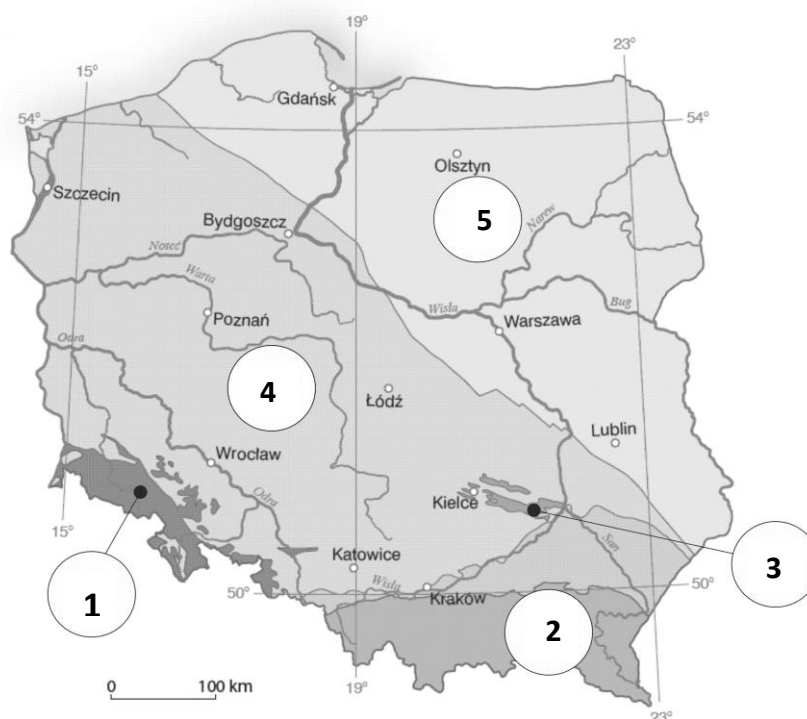 19°
23°
15°
Gdańsk
54°
54°
Olsztyn
Szczecin
5
Narew
Bydgoszcz
Noteć
Warta
Wisła
Bug
Poznań
Warszawa
Odra
4
Łódź
Lublin
Wrocław
Kielce
Odra
15°
Katowice
San
3
1
50°
Wisła
Kraków
50°
2
0 100 km
19°
23°